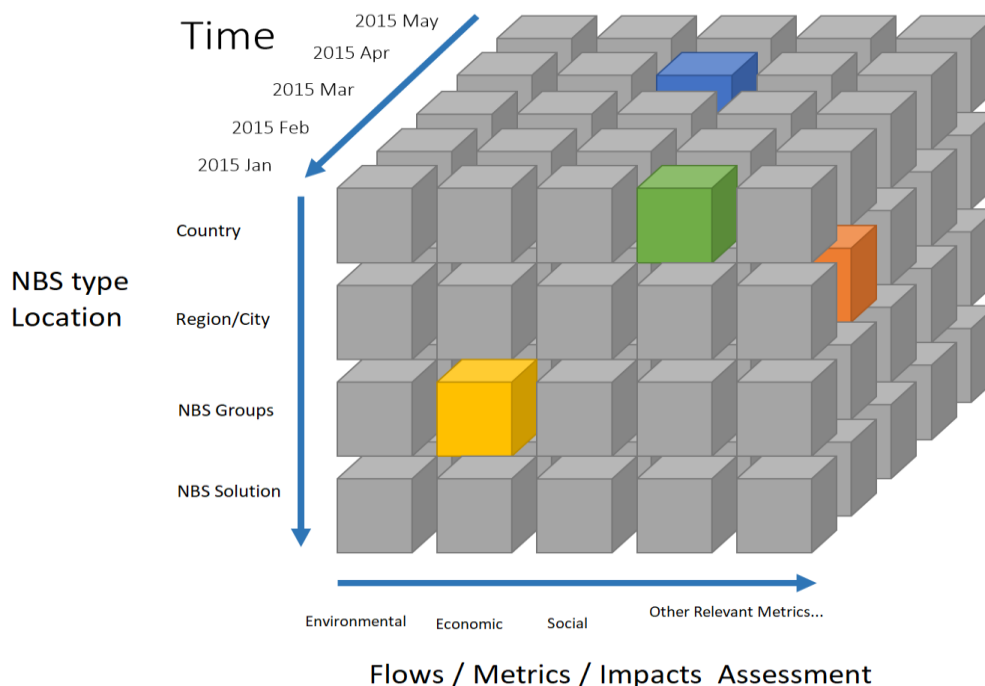 Time
2015 May
2015 Apr
2015 Mar
2015 Feb
2015 Jan
NBS type
Location
Country
Region/City
NBS Groups
NBS Solution
Environmental
Economic
Social
Other Relevant Metrics...
Flows / Metrics / Impacts Assessment